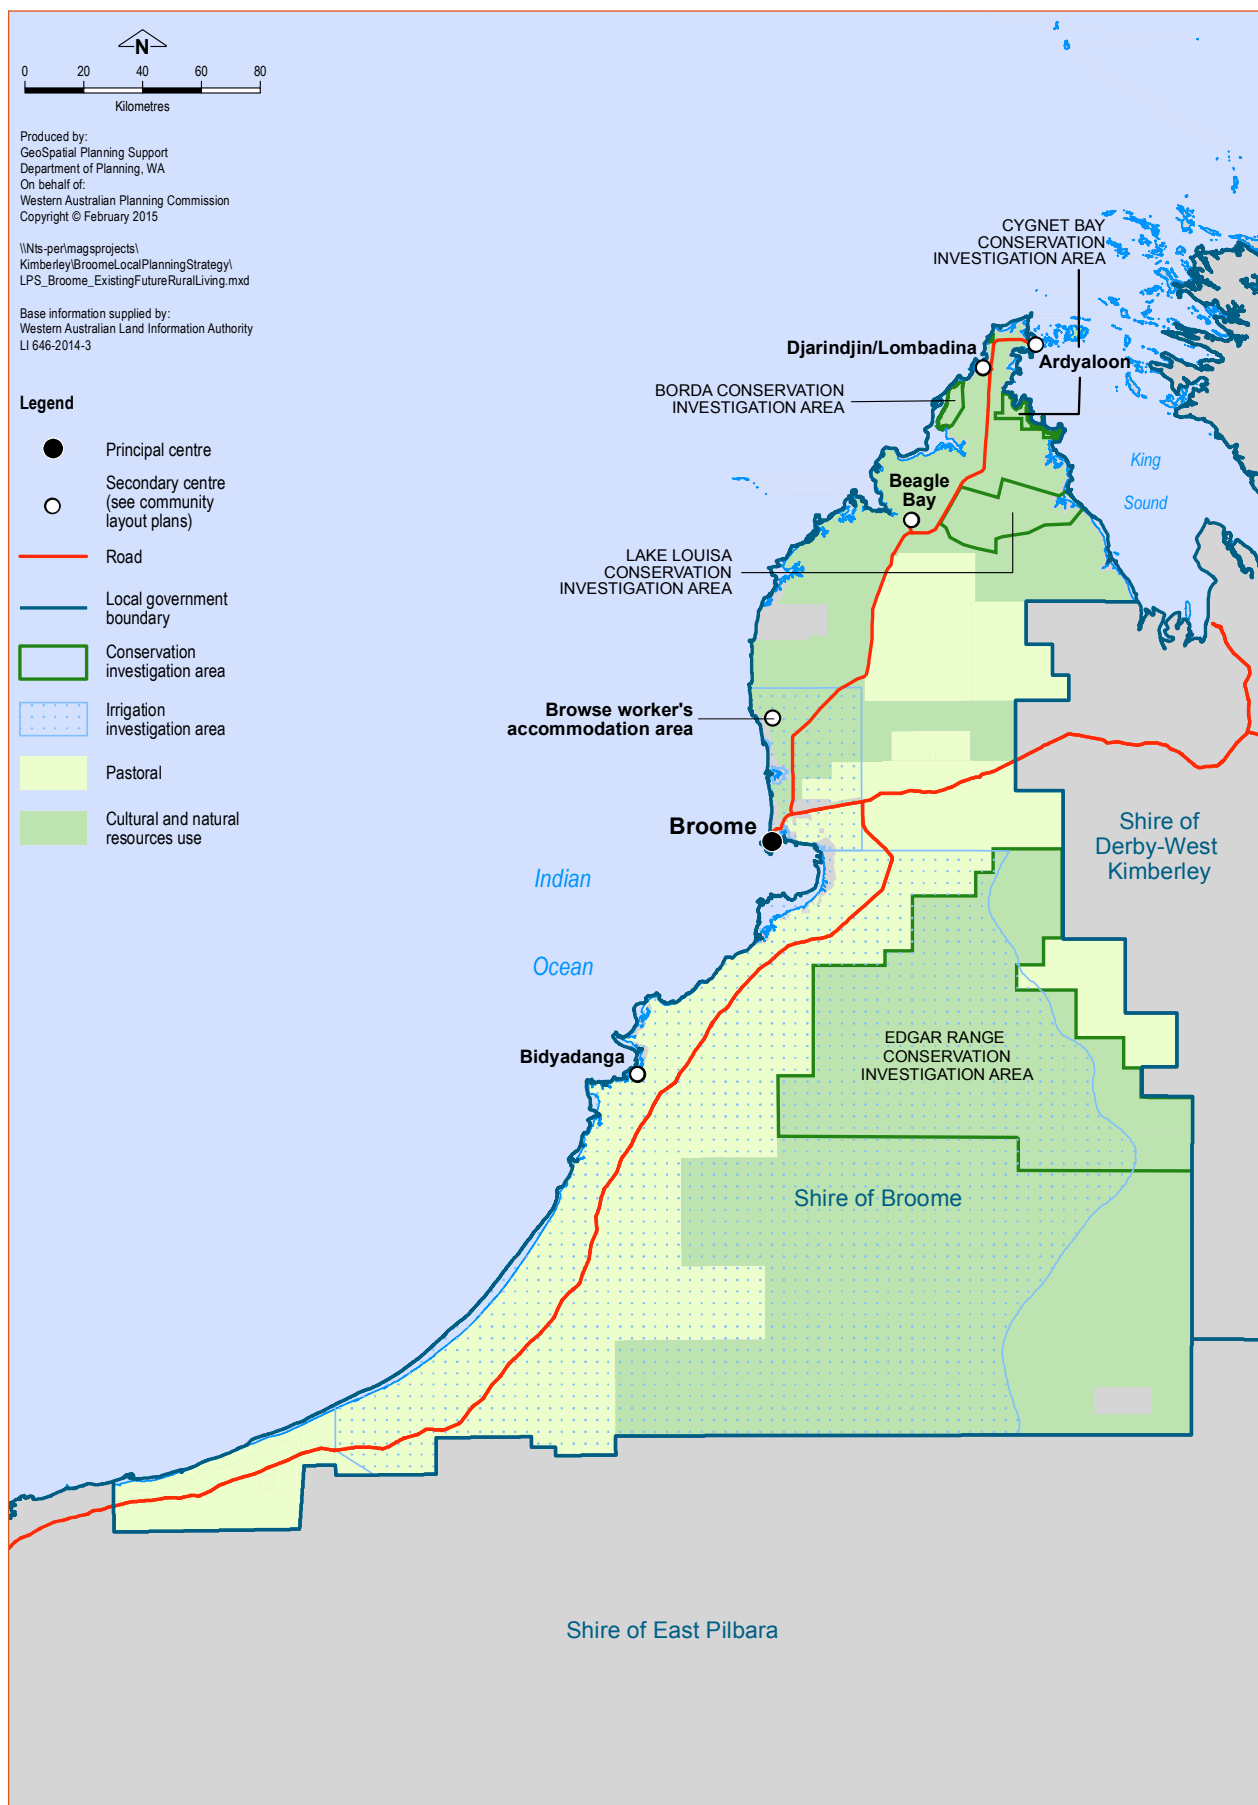 N
0 20 40 60 80
Kilometres
Produced by:
GeoSpatial Planning Support
Department of Planning, WA
On behalf of:
Western Australian Planning Commission
Copyright © February 2015
\\Nts-per\magsprojects\
Kimberley\BroomeLocalPlanningStrategy\
LPS_Broome_ExistingFutureRuralLiving.mxd
Base information supplied by:
Western Australian Land Information Authority
LI 646-2014-3
Legend
Principal centre
Secondary centre
(see community
layout plans)
Road
Local government
boundary
Conservation
investigation area
Irrigation
investigation area
Pastoral
Cultural and natural
resources use
CYGNET BAY
CONSERVATION
INVESTIGATION AREA
Djarindjin/Lombadina
Ardyaloon
BORDA CONSERVATION
INVESTIGATION AREA
King
Sound
Beagle
Bay
LAKE LOUISA
CONSERVATION
INVESTIGATION AREA
Browse worker's
accommodation area
Broome
Shire of
Derby-West
Kimberley
Indian
Ocean
Bidyadanga
EDGAR RANGE
CONSERVATION
INVESTIGATION AREA
Shire of Broome
Shire of East Pilbara